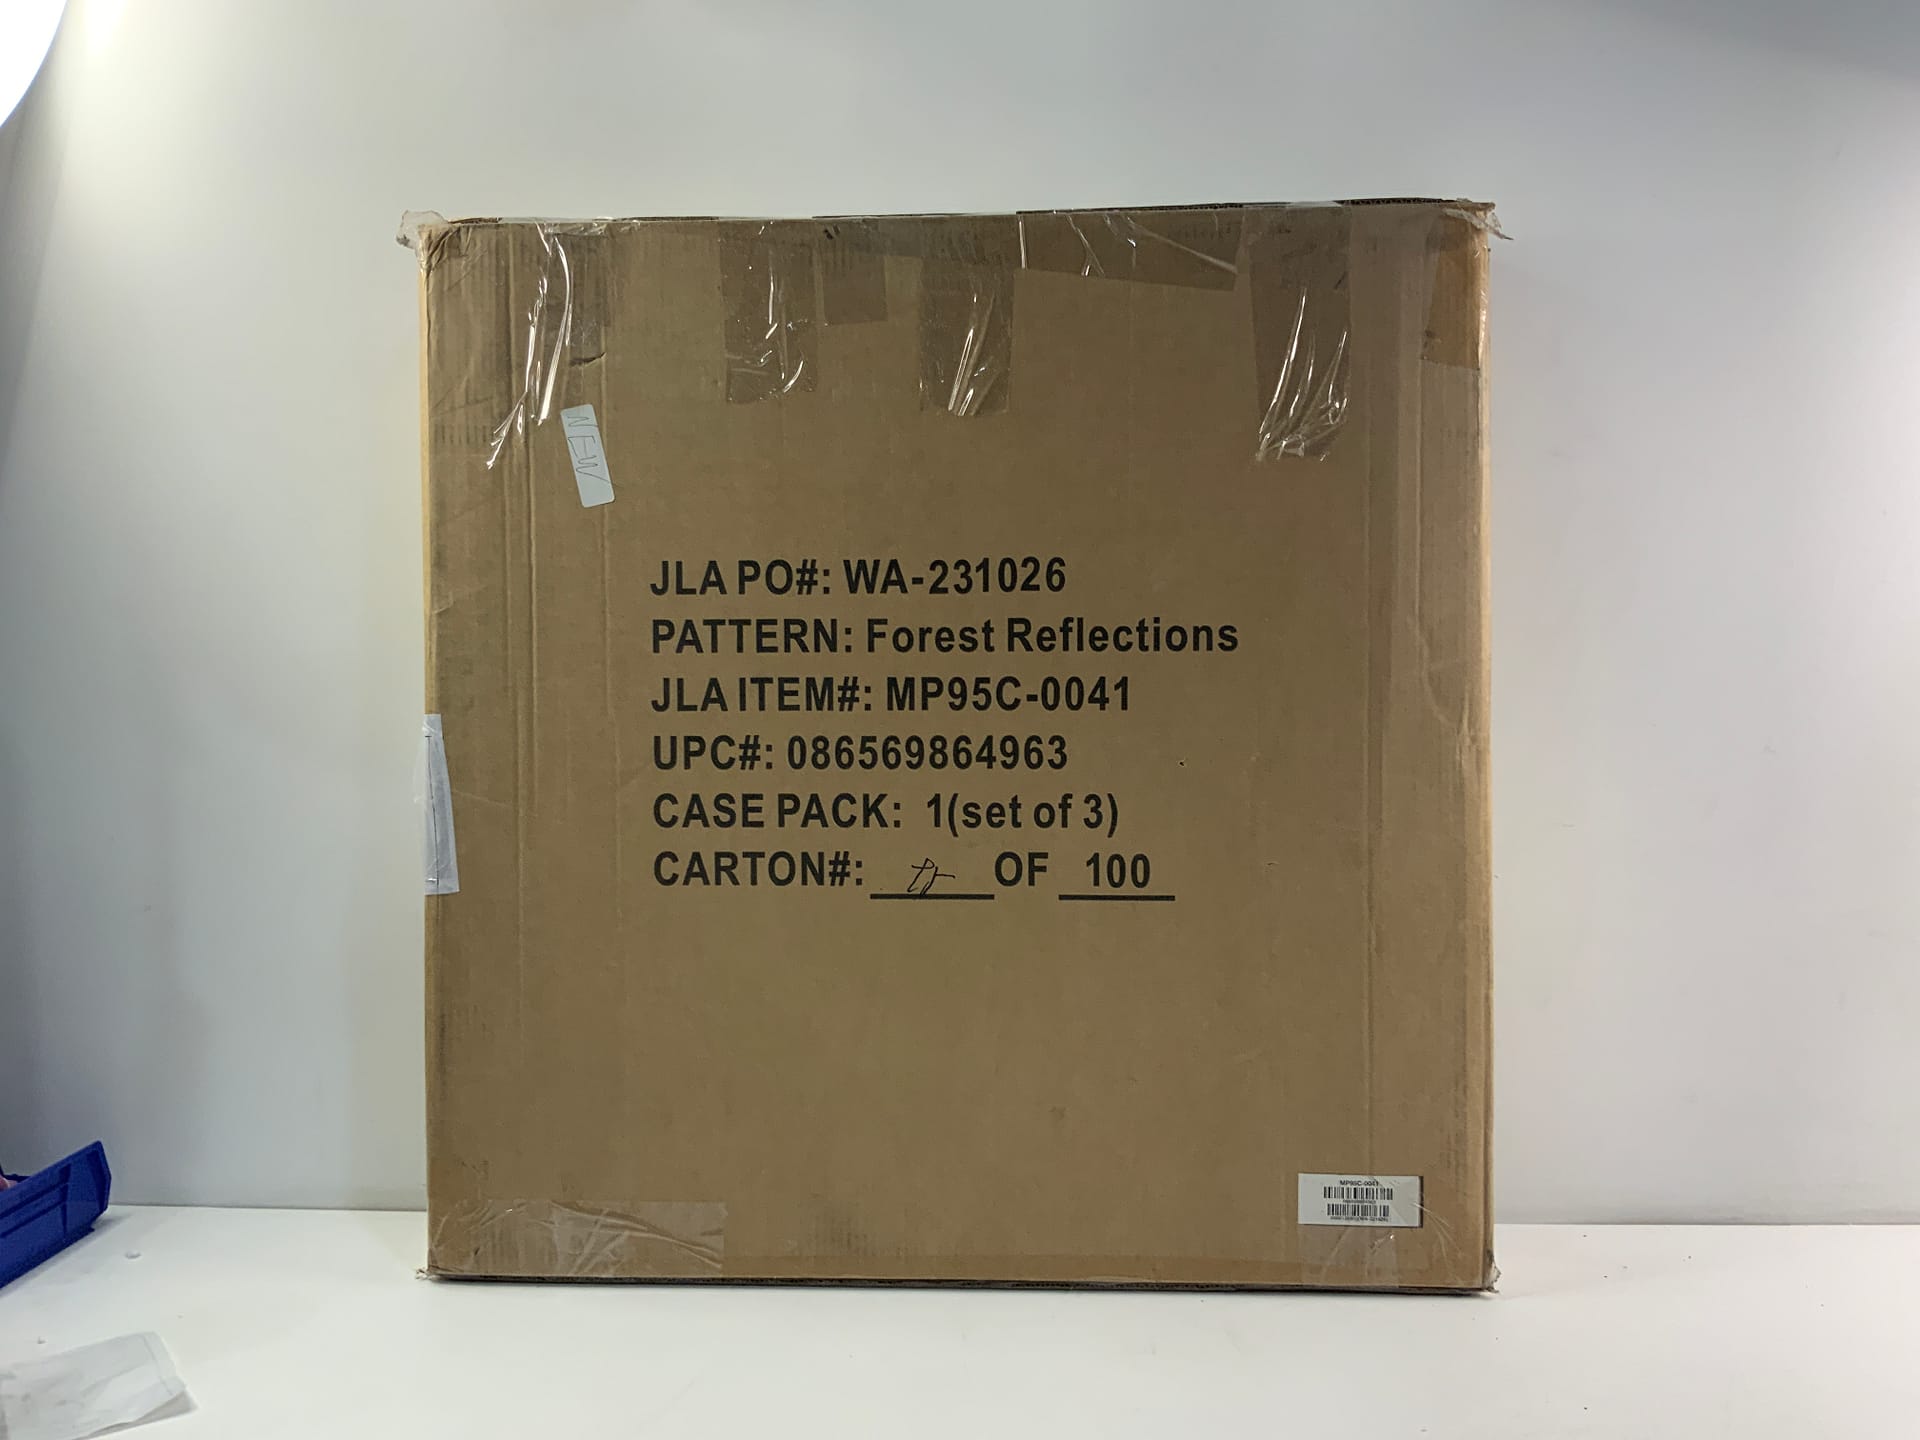 NEW
JLA PO#: WA-231026
PATTERN: Forest Reflections
JLA ITEM#: MP95C-0041
UPC#: 086569864963
CASE PACK: 1(set of 3)
CARTON#: OF 100
MP95C-0041